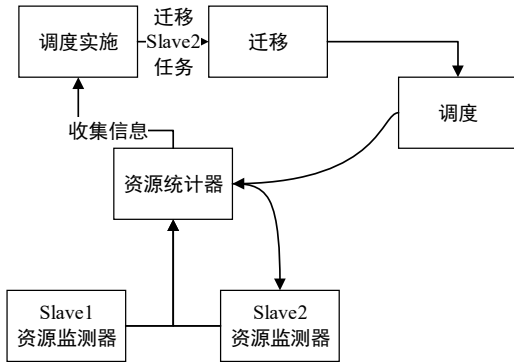 调度实施
迁移
Slave2
任务
迁移
调度
收集信息
资源统计器
Slave1
资源监测器
Slave2
资源监测器